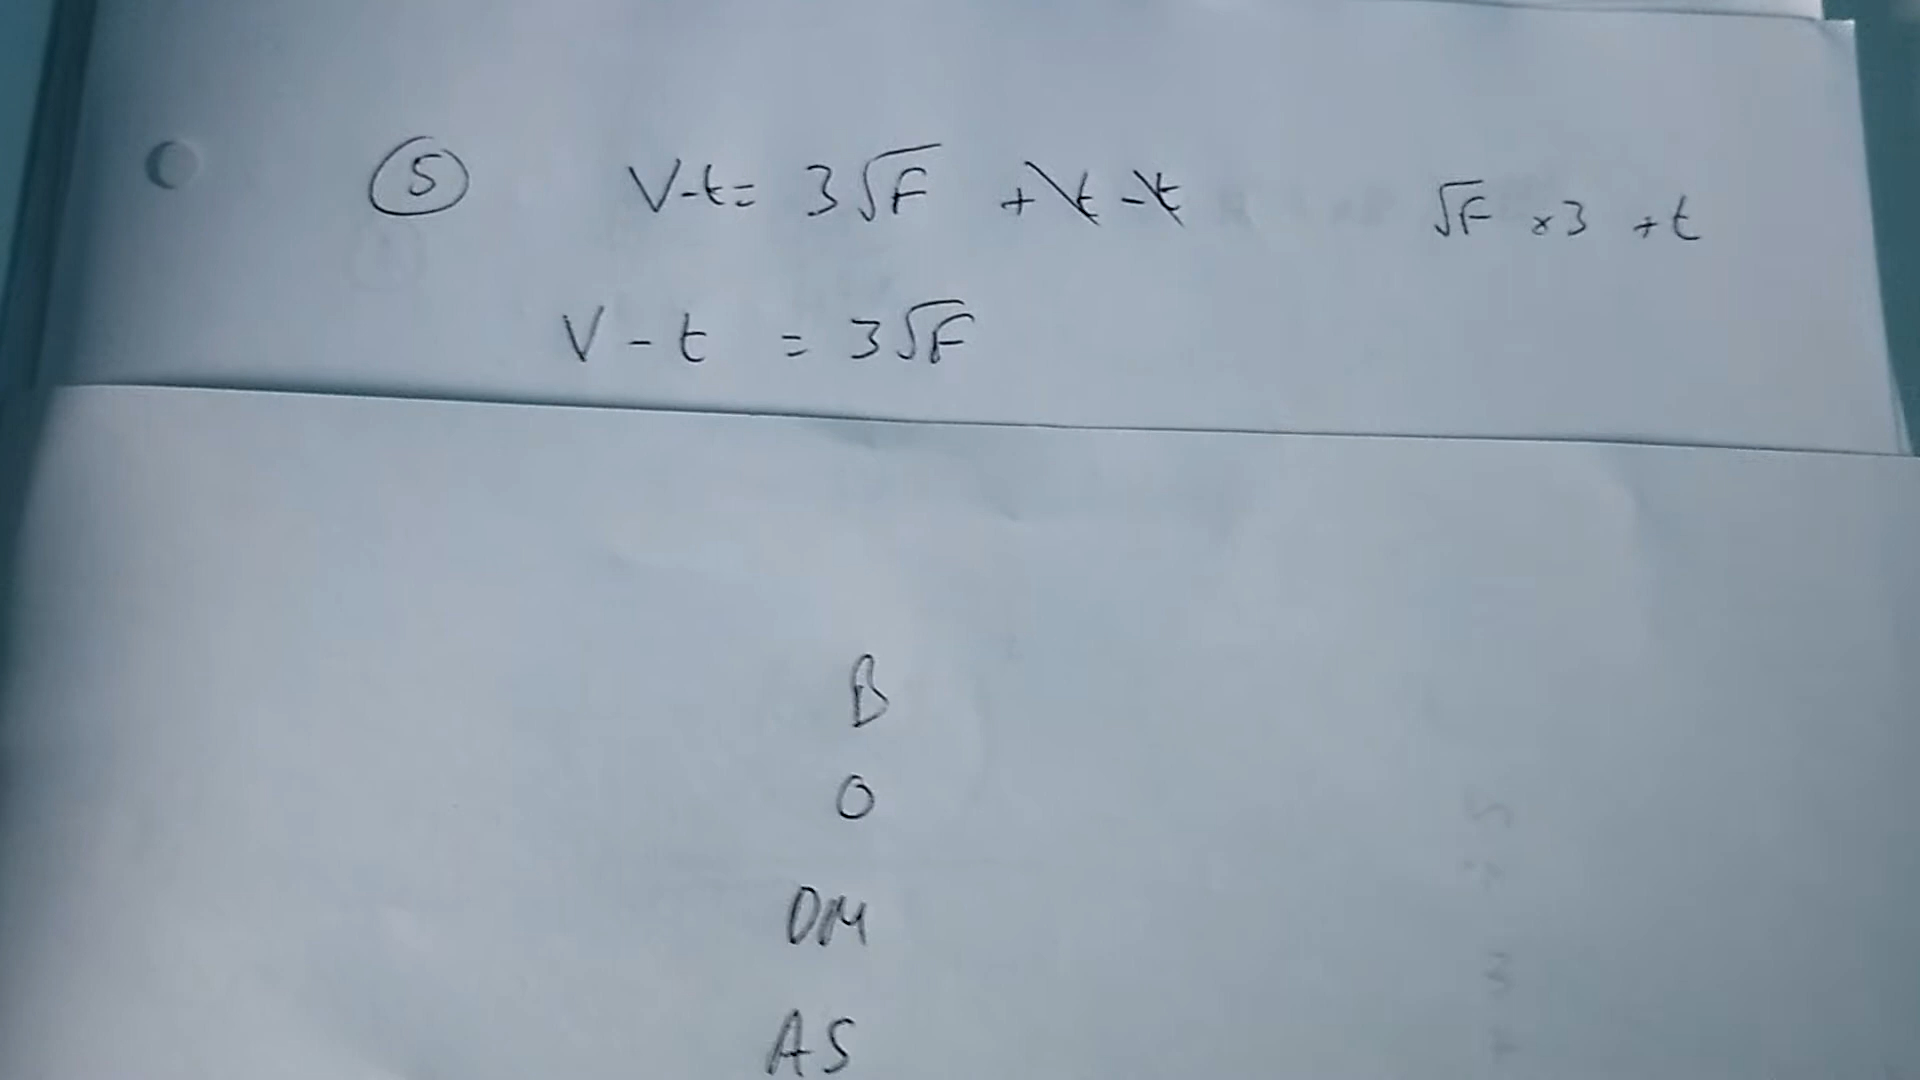 ⑤ V-t= 3√F +t -t √F ×3 +t
V - t = 3√F
B
O
DM
AS